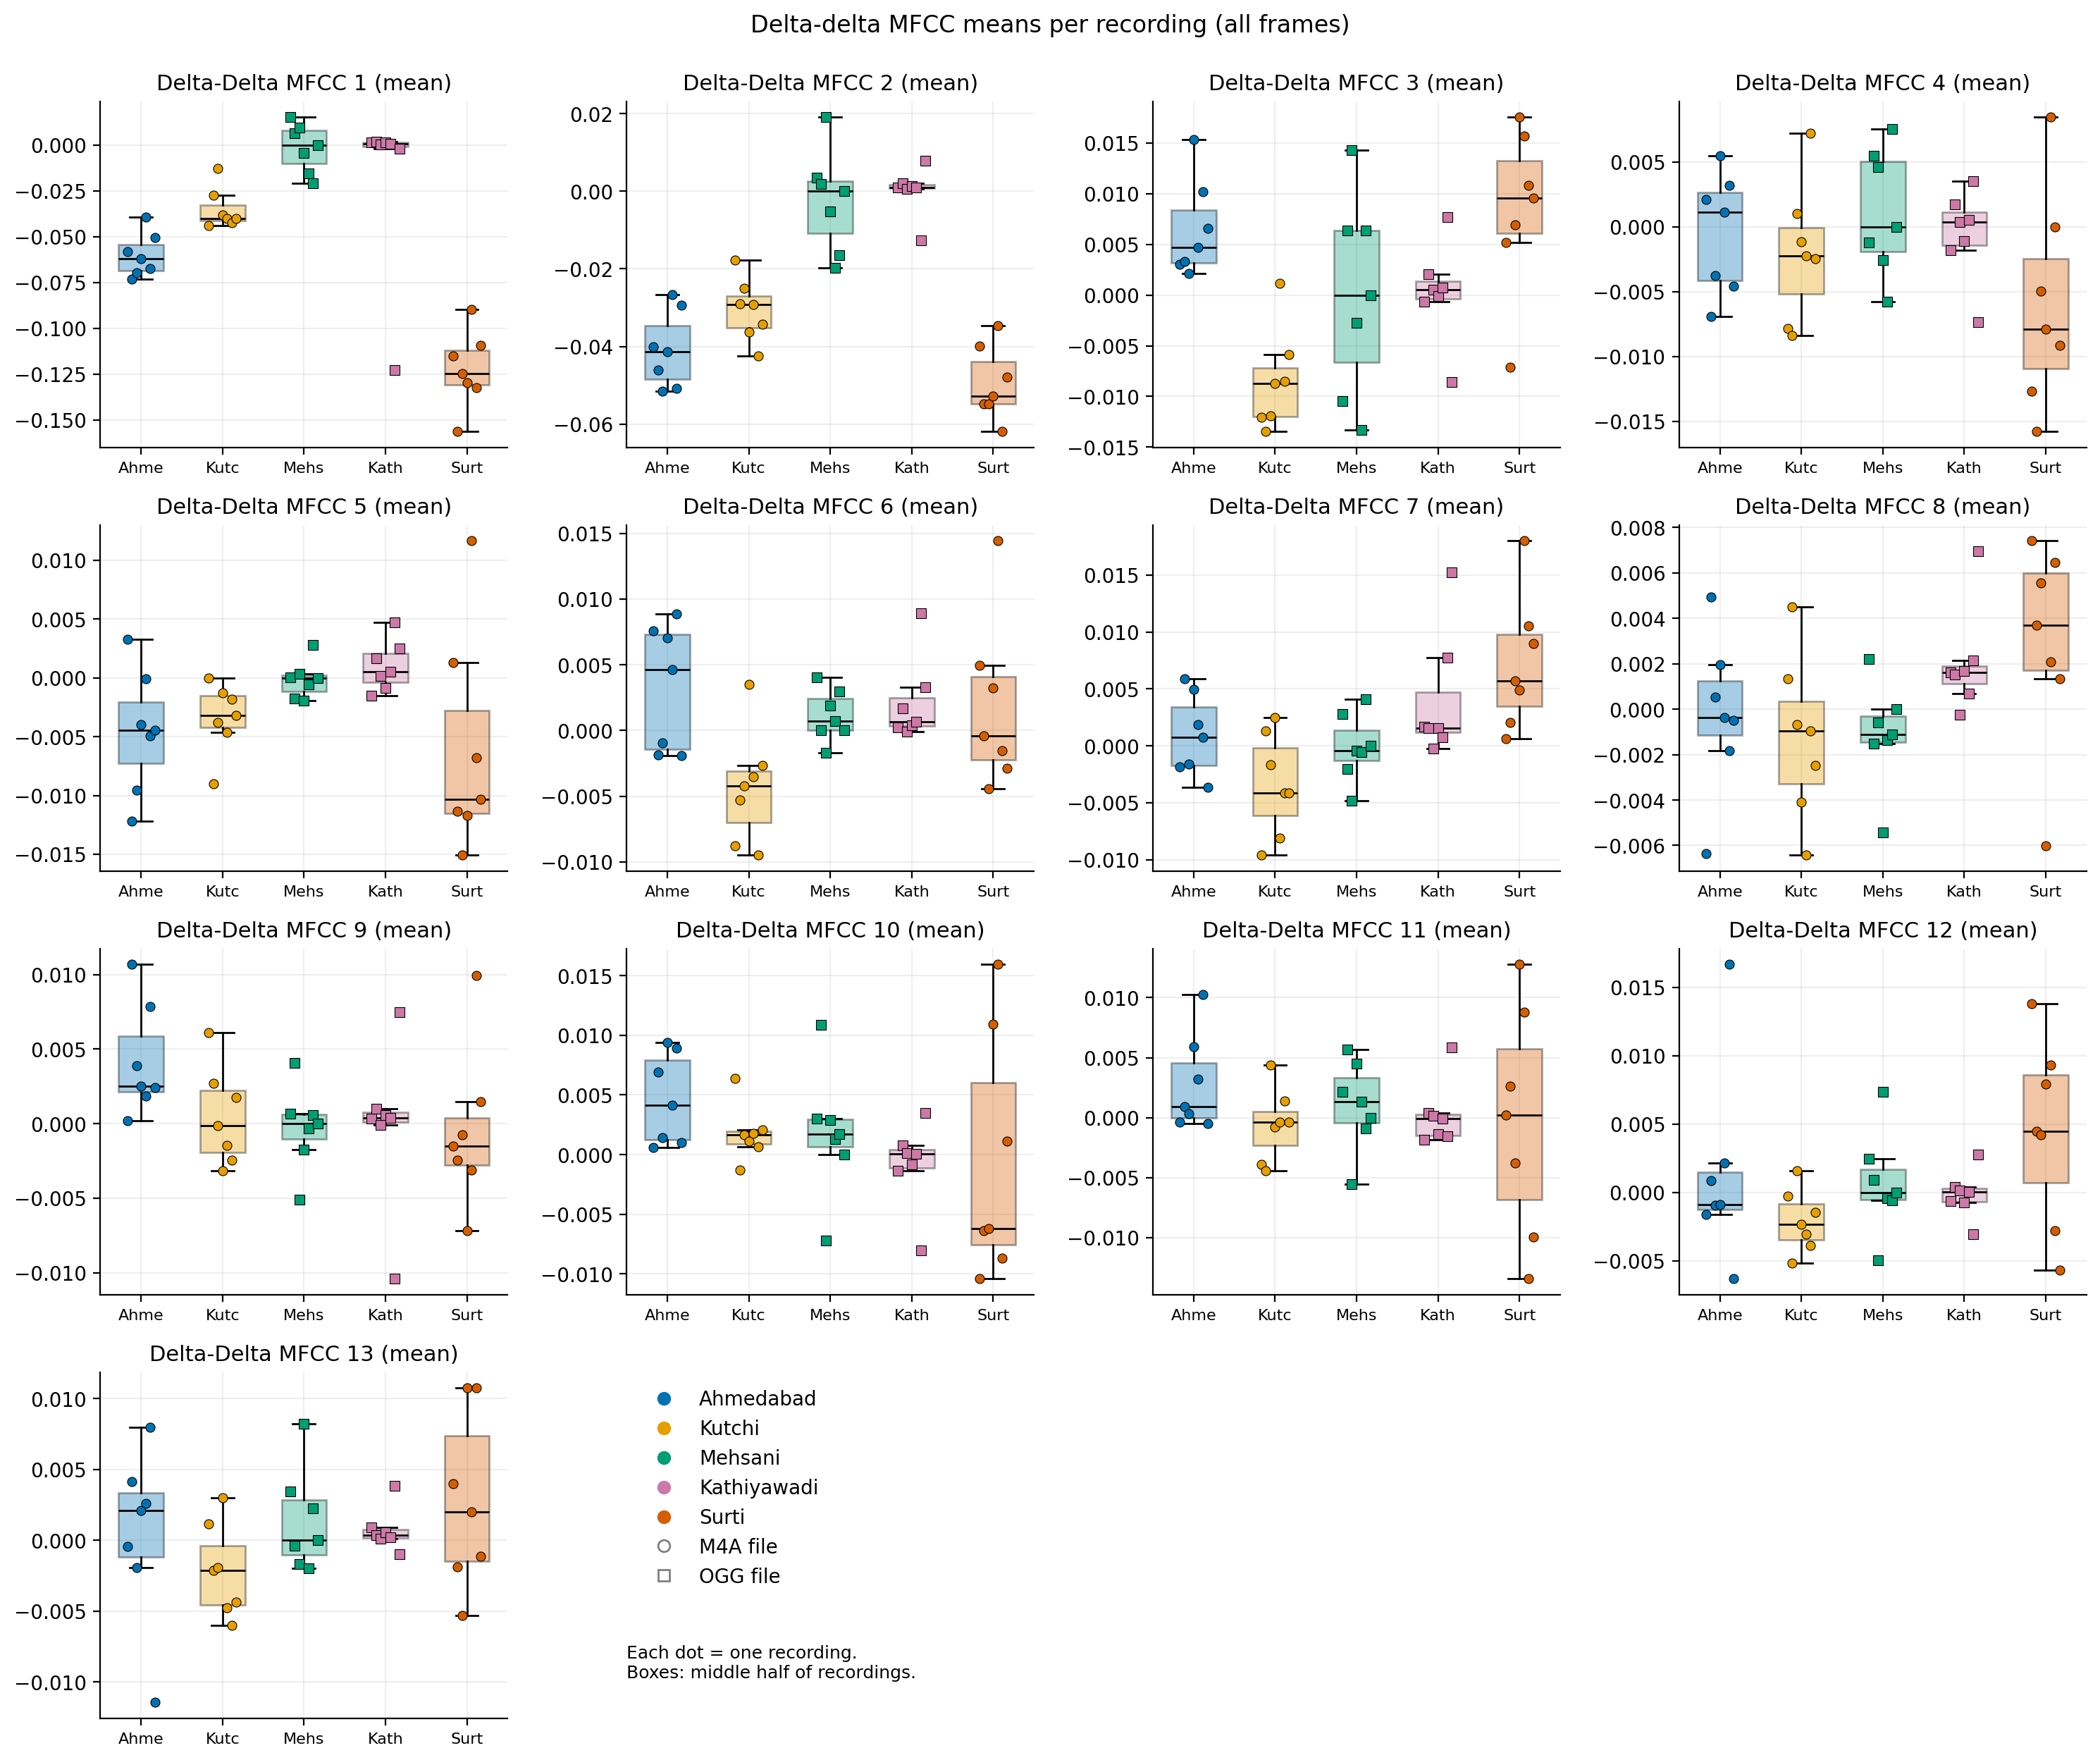 Delta-delta MFCC means per recording (all frames)
Delta-Delta MFCC 1 (mean)
0.000
−0.025
−0.050
−0.075
−0.100
−0.125
−0.150
Ahme Kutc Mehs Kath Surt
Delta-Delta MFCC 2 (mean)
0.02
0.00
−0.02
−0.04
−0.06
Ahme Kutc Mehs Kath Surt
Delta-Delta MFCC 3 (mean)
0.015
0.010
0.005
0.000
−0.005
−0.010
−0.015
Ahme Kutc Mehs Kath Surt
Delta-Delta MFCC 4 (mean)
0.005
0.000
−0.005
−0.010
−0.015
Ahme Kutc Mehs Kath Surt
Delta-Delta MFCC 5 (mean)
0.010
0.005
0.000
−0.005
−0.010
−0.015
Ahme Kutc Mehs Kath Surt
Delta-Delta MFCC 6 (mean)
0.015
0.010
0.005
0.000
−0.005
−0.010
Ahme Kutc Mehs Kath Surt
Delta-Delta MFCC 7 (mean)
0.015
0.010
0.005
0.000
−0.005
−0.010
Ahme Kutc Mehs Kath Surt
Delta-Delta MFCC 8 (mean)
0.008
0.006
0.004
0.002
0.000
−0.002
−0.004
−0.006
Ahme Kutc Mehs Kath Surt
Delta-Delta MFCC 9 (mean)
0.010
0.005
0.000
−0.005
−0.010
Ahme Kutc Mehs Kath Surt
Delta-Delta MFCC 10 (mean)
0.015
0.010
0.005
0.000
−0.005
−0.010
Ahme Kutc Mehs Kath Surt
Delta-Delta MFCC 11 (mean)
0.010
0.005
0.000
−0.005
−0.010
Ahme Kutc Mehs Kath Surt
Delta-Delta MFCC 12 (mean)
0.015
0.010
0.005
0.000
−0.005
Ahme Kutc Mehs Kath Surt
Delta-Delta MFCC 13 (mean)
0.010
0.005
0.000
−0.005
−0.010
Ahme Kutc Mehs Kath Surt
Ahmedabad
Kutchi
Mehsani
Kathiyawadi
Surti
M4A file
OGG file
Each dot = one recording.
Boxes: middle half of recordings.